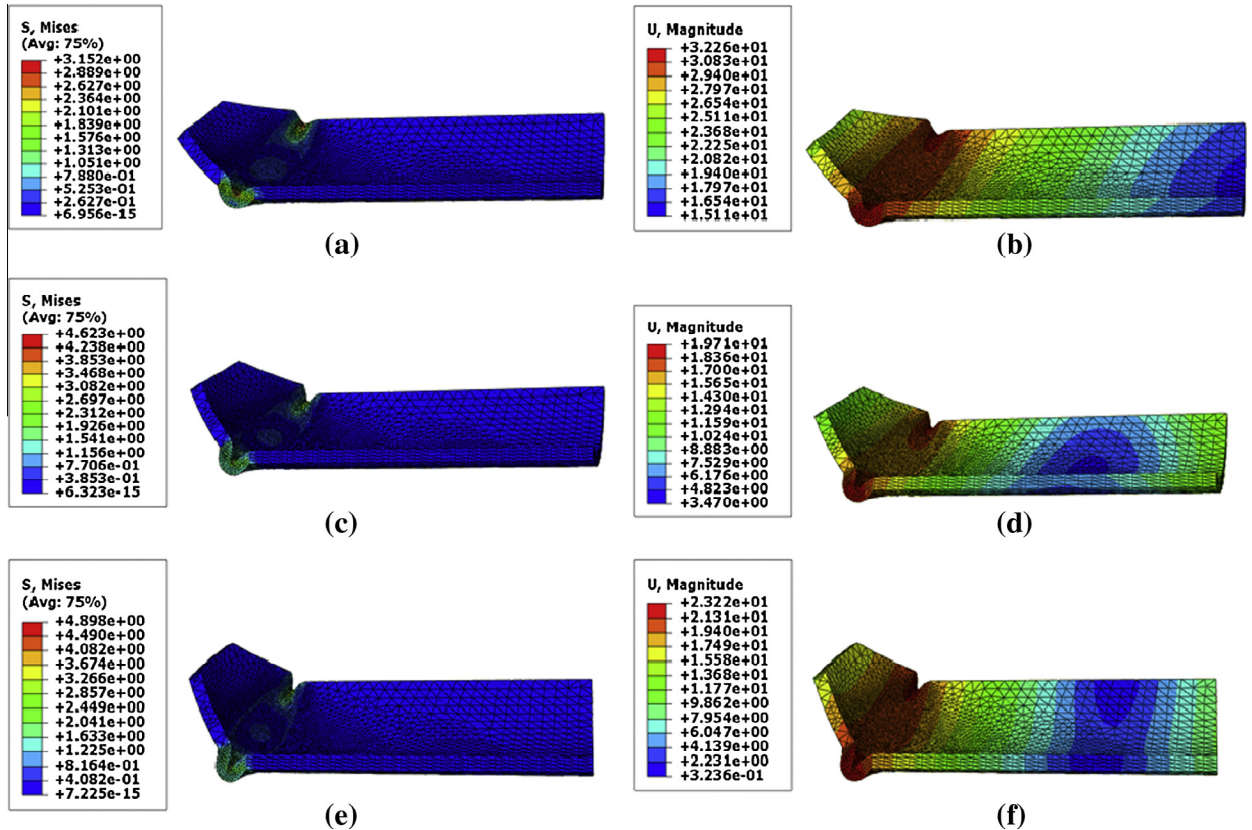 S, Mises
(Avg: 75%)
+3.152e+00
+2.889e+00
+2.627e+00
+2.364e+00
+2.101e+00
+1.839e+00
+1.576e+00
+1.313e+00
+1.051e+00
+7.880e-01
+5.253e-01
+2.627e-01
+6.956e-15
(a)
U, Magnitude
+3.226e+01
+3.083e+01
+2.940e+01
+2.797e+01
+2.654e+01
+2.511e+01
+2.368e+01
+2.225e+01
+2.082e+01
+1.940e+01
+1.797e+01
+1.654e+01
+1.511e+01
(b)
S, Mises
(Avg: 75%)
+4.623e+00
+4.238e+00
+3.853e+00
+3.468e+00
+3.082e+00
+2.697e+00
+2.312e+00
+1.926e+00
+1.541e+00
+1.156e+00
+7.706e-01
+3.853e-01
+6.323e-15
(c)
U, Magnitude
+1.971e+01
+1.836e+01
+1.700e+01
+1.565e+01
+1.430e+01
+1.294e+01
+1.159e+01
+1.024e+01
+8.883e+00
+7.529e+00
+6.176e+00
+4.823e+00
+3.470e+00
(d)
S, Mises
(Avg: 75%)
+4.898e+00
+4.490e+00
+4.082e+00
+3.674e+00
+3.266e+00
+2.857e+00
+2.449e+00
+2.041e+00
+1.633e+00
+1.225e+00
+8.164e-01
+4.082e-01
+7.225e-15
(e)
U, Magnitude
+2.322e+01
+2.131e+01
+1.940e+01
+1.749e+01
+1.558e+01
+1.368e+01
+1.177e+01
+9.862e+00
+7.954e+00
+6.047e+00
+4.139e+00
+2.231e+00
+3.236e-01
(f)